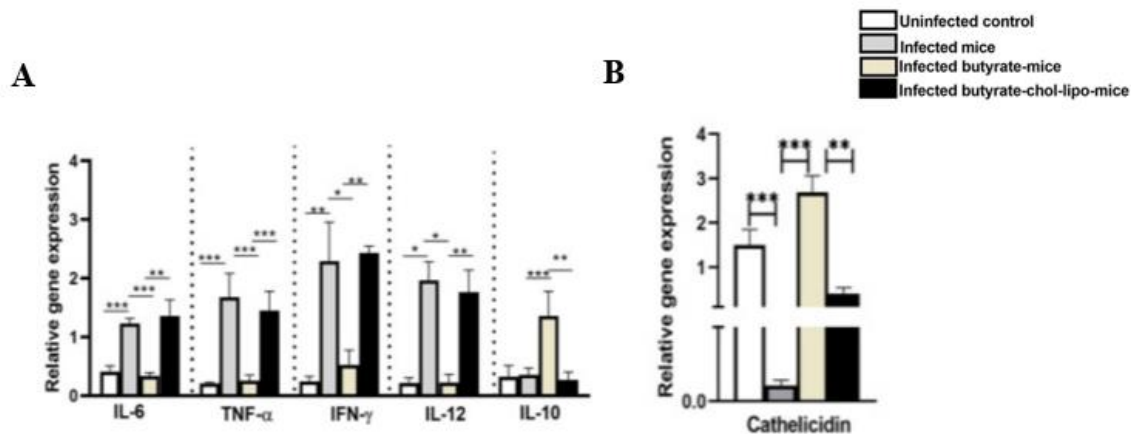 Uninfected control
Infected mice
Infected butyrate-mice
Infected butyrate-chol-lipo-mice
A
Relative gene expression
4
3
2
1
0
*** *** **
*** *** ***
** * **
* * **
*** **
IL-6 TNF-α IFN-γ IL-12 IL-10
B
Relative gene expression
4
3
2
1
0.0
*** *** **
Cathelicidin